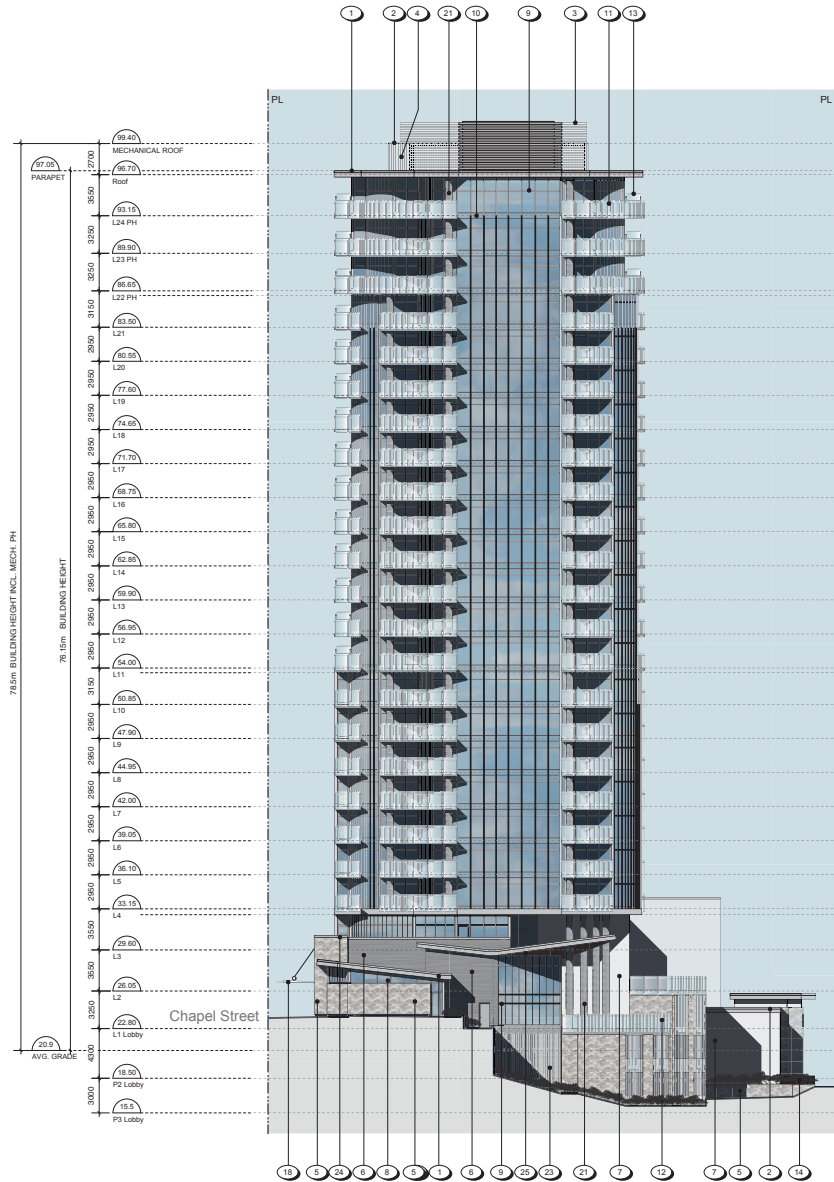 1 2 4 21 10 9 3 11 13
PL PL
99.40
MECHANICAL ROOF
2700
97.05
PARAPET
96.70
Roof
3550
93.15
L24 PH
3250
89.90
L23 PH
3250
86.65
L22 PH
3150
83.50
L21
2950
80.55
L20
2950
77.60
L19
2950
74.65
L18
2950
71.70
L17
2950
68.75
L16
2950
65.80
L15
2950
62.85
L14
2950
59.90
L13
2950
56.95
L12
2950
54.00
L11
3150
50.85
L10
2950
47.90
L9
2950
44.95
L8
2950
42.00
L7
2950
39.05
L6
2950
36.10
L5
2950
33.15
L4
3550
29.60
L3
3550
26.05
L2
3250
22.80
L1 Lobby
Chapel Street
20.9
AVG. GRADE
4300
18.50
P2 Lobby
3000
15.5
P3 Lobby
78.5m BUILDING HEIGHT INCL. MECH. PH
76.15m BUILDING HEIGHT
18 5 24 6 8 5 1 6 9 25 23 21 7 12 7 5 2 14